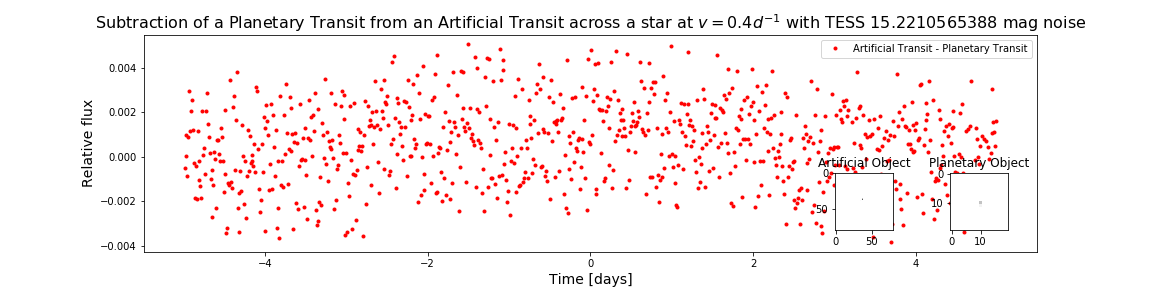 Subtraction of a Planetary Transit from an Artificial Transit across a star at v = 0.4d⁻¹ with TESS 15.2210565388 mag noise
Artificial Transit - Planetary Transit
Relative flux
0.004
0.002
0.000
−0.002
−0.004
Artificial Object
0
50
0 50
Planetary Object
0
10
0 10
−4 −2 0 2 4
Time [days]